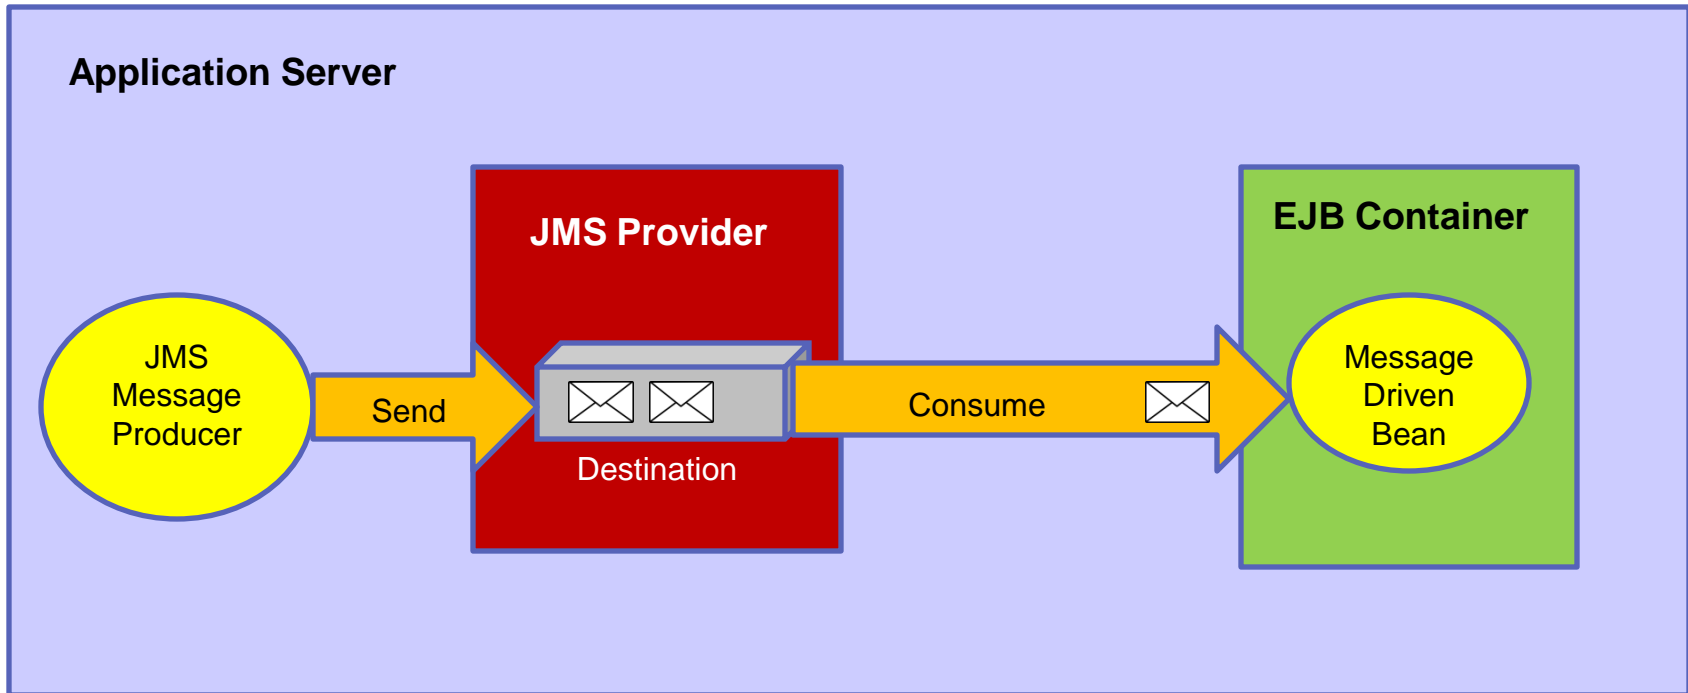 Application Server
JMS Provider
EJB Container
JMS
Message
Producer
Send
Destination
Consume
Message
Driven
Bean